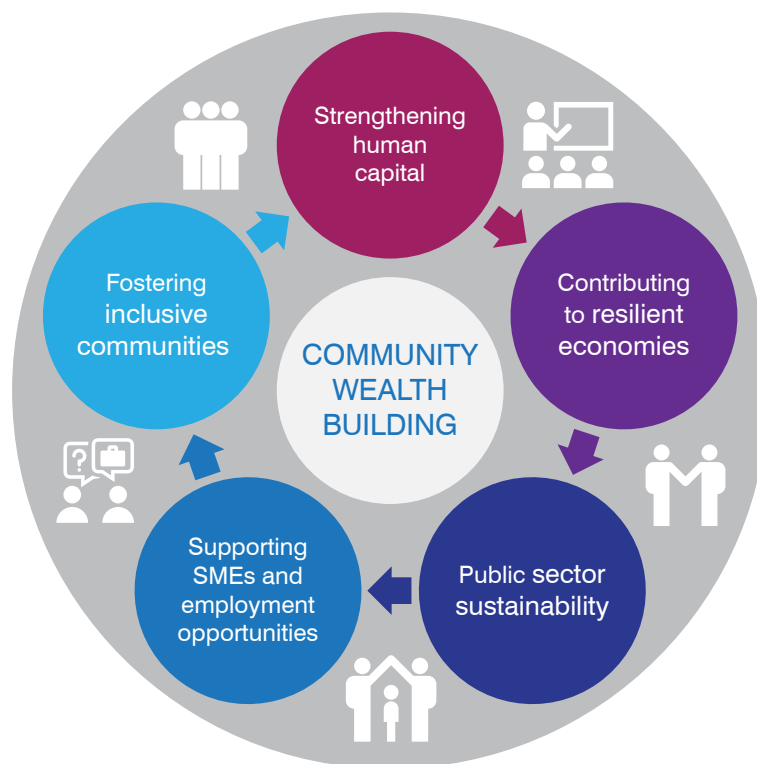 Strengthening
human
capital
Contributing
to resilient
economies
Public sector
sustainability
Supporting
SMEs and
employment
opportunities
Fostering
inclusive
communities
COMMUNITY
WEALTH
BUILDING
?